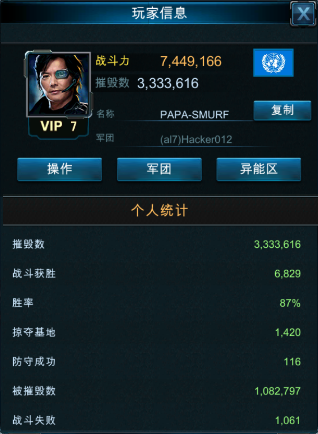 玩家信息
战斗力 7,449,166
摧毁数 3,333,616
名称 PAPA-SMURF 复制
军团 (al7)Hacker012
VIP 7
操作 军团 异能区
个人统计
摧毁数 3,333,616
战斗获胜 6,829
胜率 87%
掠夺基地 1,420
防守成功 116
被摧毁数 1,082,797
战斗失败 1,061